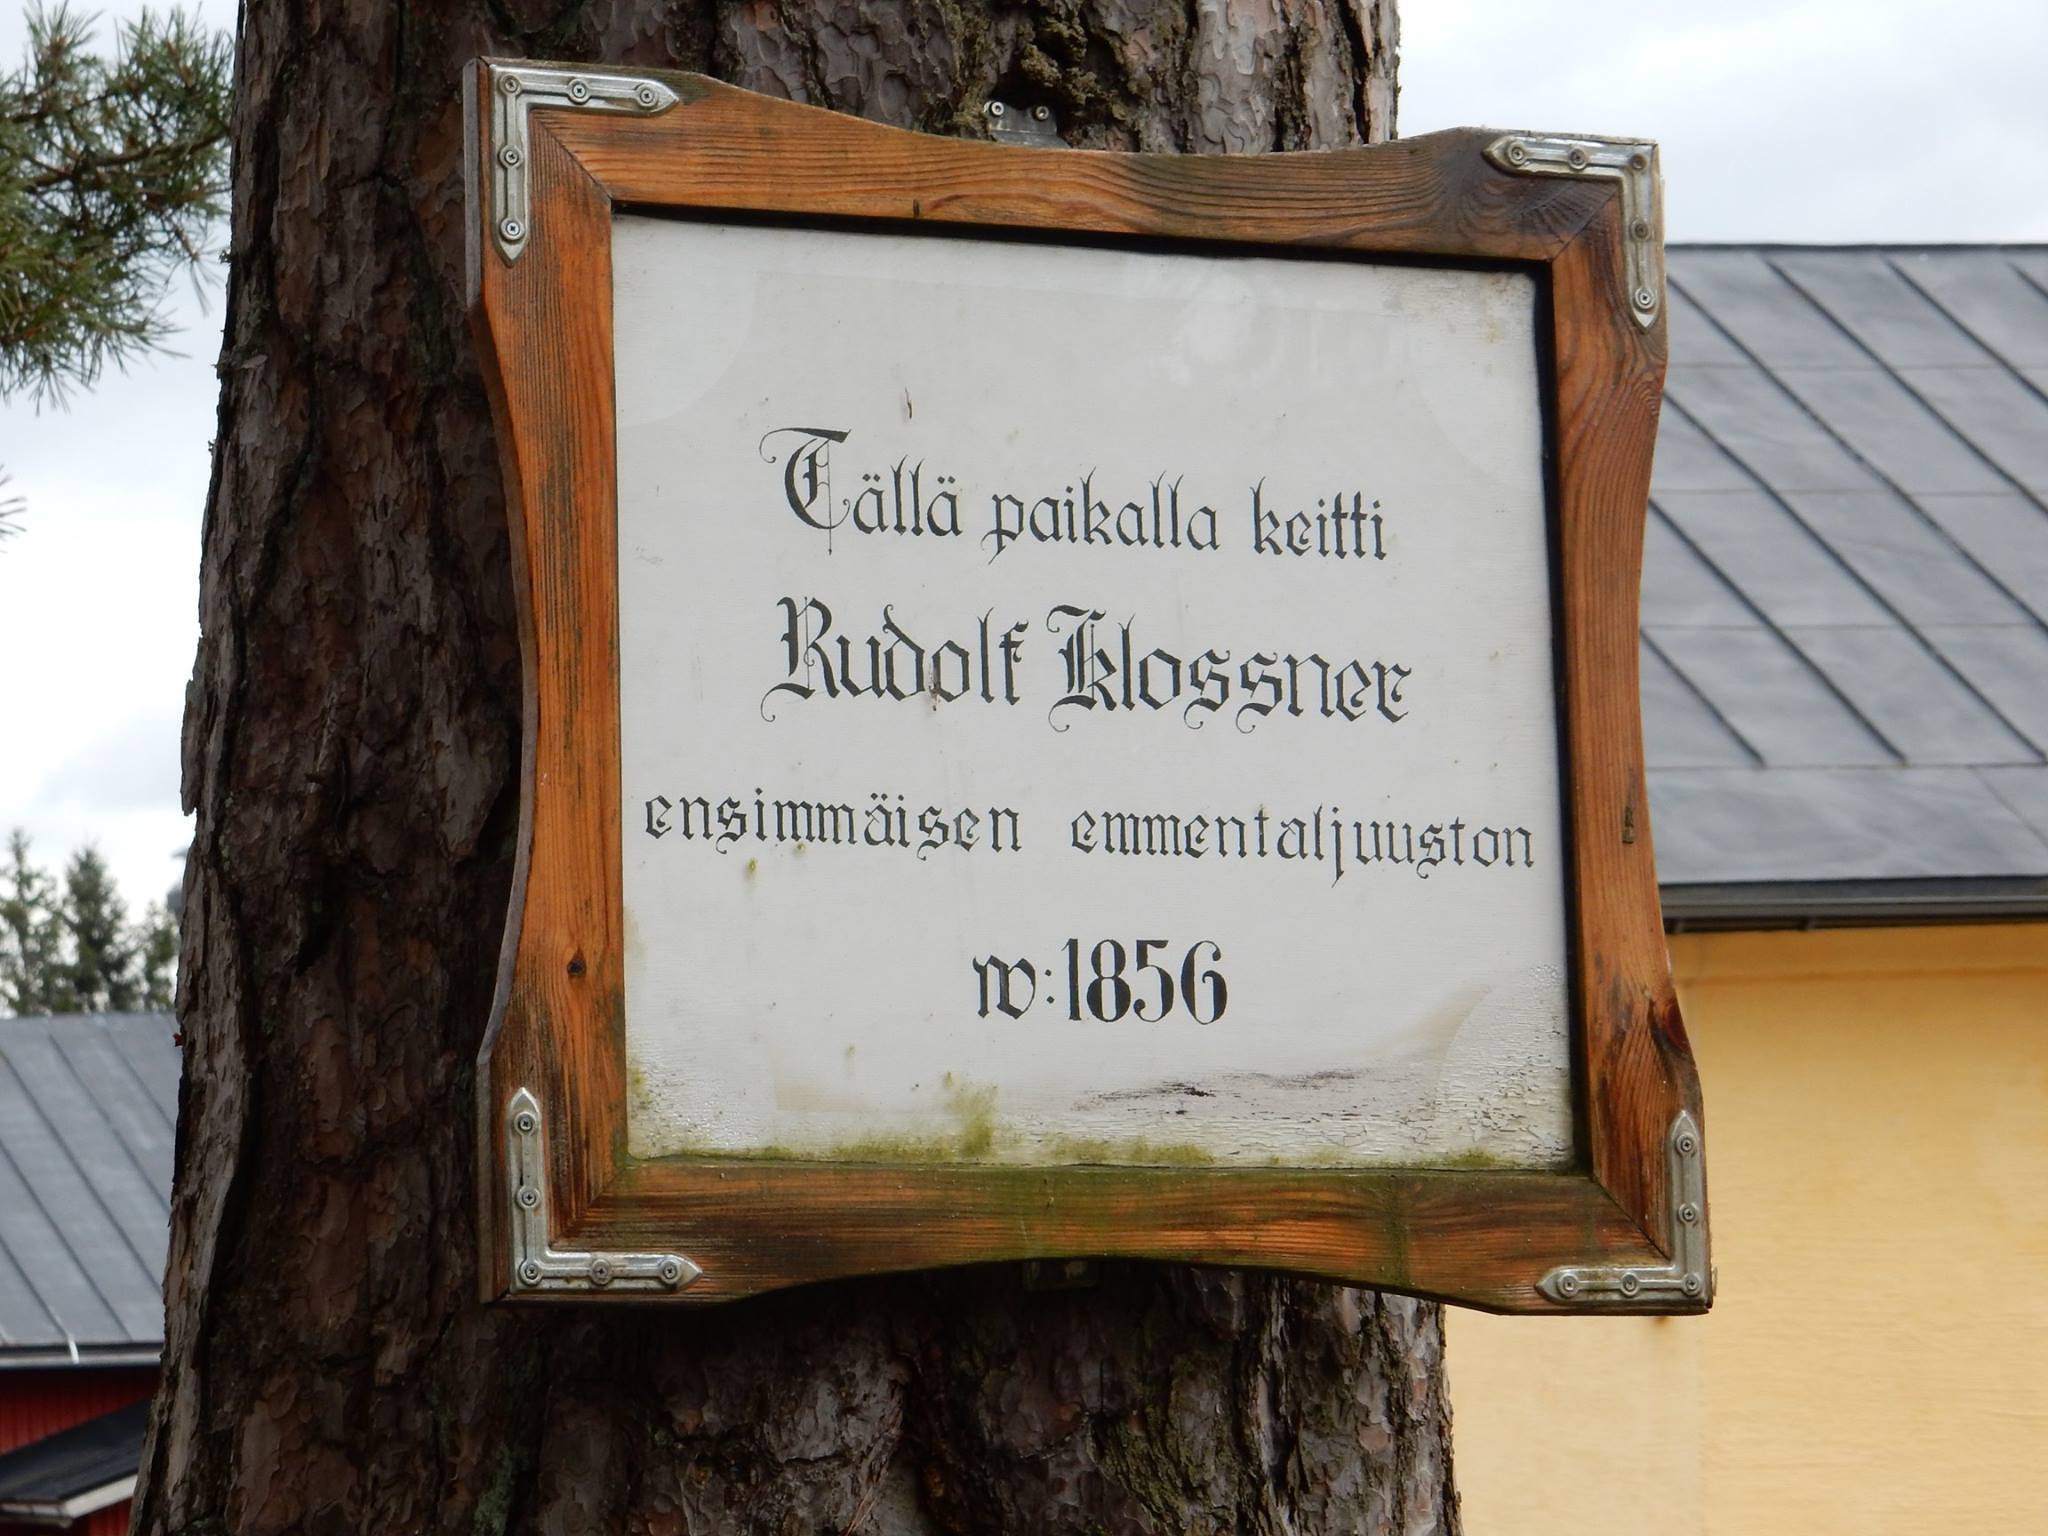 Tällä paikalla keitti
Rudolf Klossner
ensimmäisen emmentaljuuston
w:1856